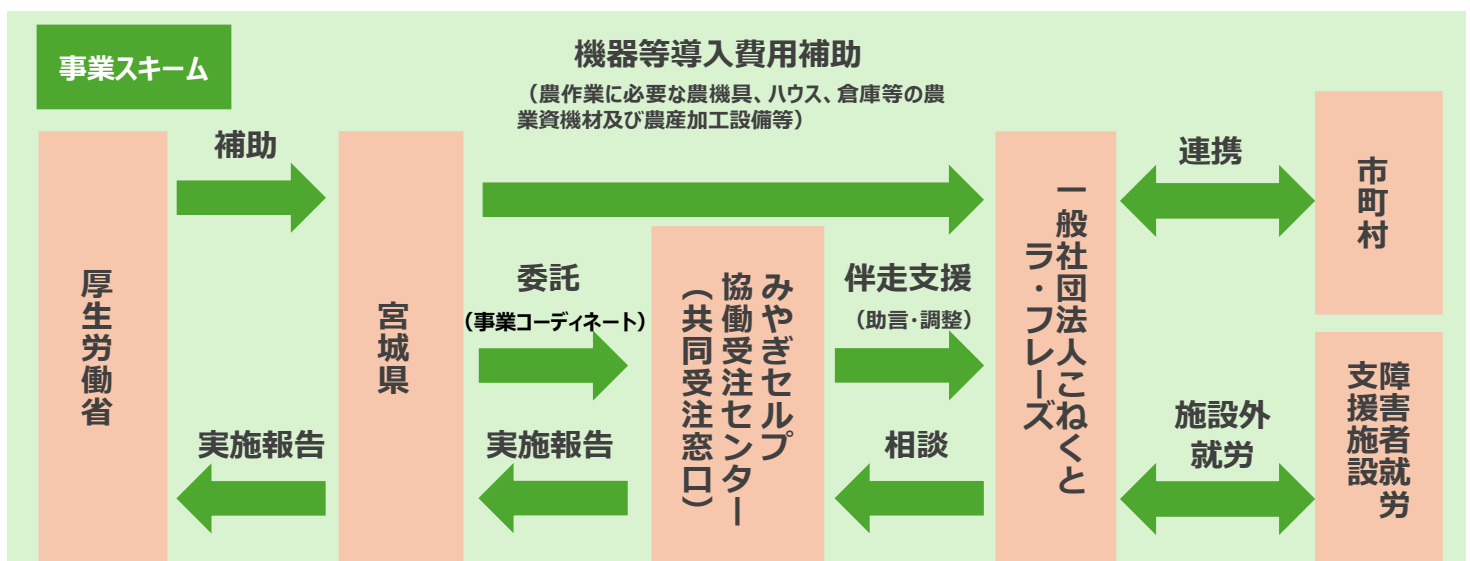 事業スキーム
機器等導入費用補助
（農作業に必要な農機具、ハウス、倉庫等の農
業資機材及び農産加工設備等）
厚生労働省
補助
実施報告
宮城県
委託
（事業コーディネート）
実施報告
みやぎセルプ
協働受注センター
（共同受注窓口）
伴走支援
（助言･調整）
相談
一般社団法人こねくと
ラ・フレーズ
連携
市町村
施設外
就労
障害者就労
支援施設